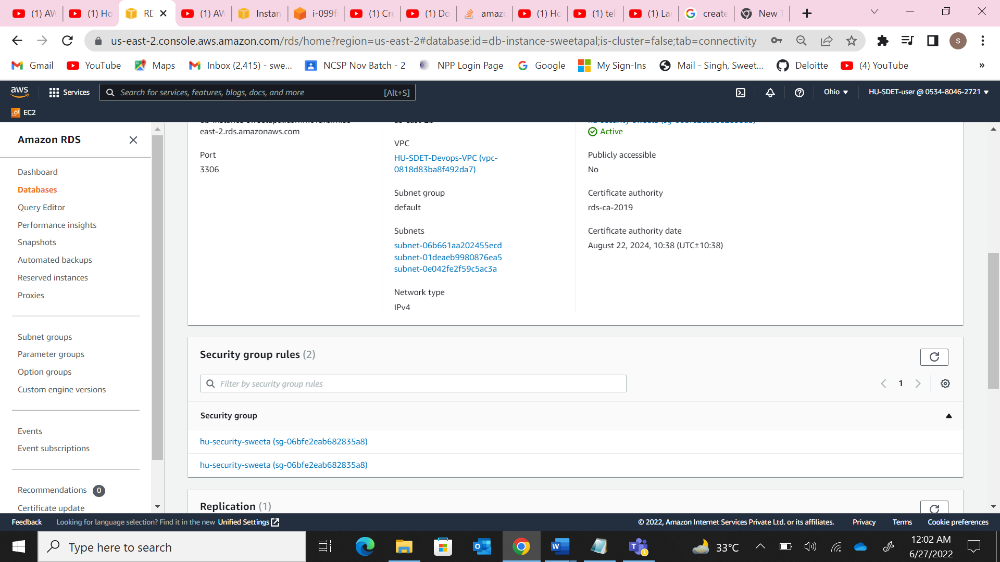 (1) AW
(1) Ho
RD
(1) AW
Instan
i-099f
(1) Cre
(1) Do
amazo
(1) Ho
(1) tel
(1) Lau
create
New T
us-east-2.console.aws.amazon.com/rds/home?region=us-east-2#database:id=db-instance-sweetapal;is-cluster=false;tab=connectivity
S
Gmail
YouTube
Maps
Inbox (2,415) - swe...
NCSP Nov Batch - 2
NPP Login Page
Google
My Sign-Ins
Mail - Singh, Sweet...
Deloitte
(4) YouTube
»
aws
Services
Search for services, features, blogs, docs, and more
[Alt+S]
Ohio
HU-SDET-user @ 0534-8046-2721
EC2
Amazon RDS
Dashboard
Databases
Query Editor
Performance insights
Snapshots
Automated backups
Reserved instances
Proxies
Subnet groups
Parameter groups
Option groups
Custom engine versions
Events
Event subscriptions
Recommendations 0
Certificate update
east-2.rds.amazonaws.com
Port
3306
us-east-2b
VPC
HU-SDET-Devops-VPC (vpc-
0818d83ba8f492da7)
Subnet group
default
Subnets
subnet-06b661aa202455ecd
subnet-01deaeb9980876ea5
subnet-0e042fe2f59c5ac3a
Network type
IPv4
hu-security-sweeta (sg-06bfe2eab682835a8)
Active
Publicly accessible
No
Certificate authority
rds-ca-2019
Certificate authority date
August 22, 2024, 10:38 (UTC±10:38)
Security group rules (2)
Filter by security group rules
1
Security group
hu-security-sweeta (sg-06bfe2eab682835a8)
hu-security-sweeta (sg-06bfe2eab682835a8)
Replication (1)
Feedback
Looking for language selection? Find it in the new Unified Settings
© 2022, Amazon Internet Services Private Ltd. or its affiliates.
Privacy
Terms
Cookie preferences
Type here to search
33°C
12:02 AM
6/27/2022